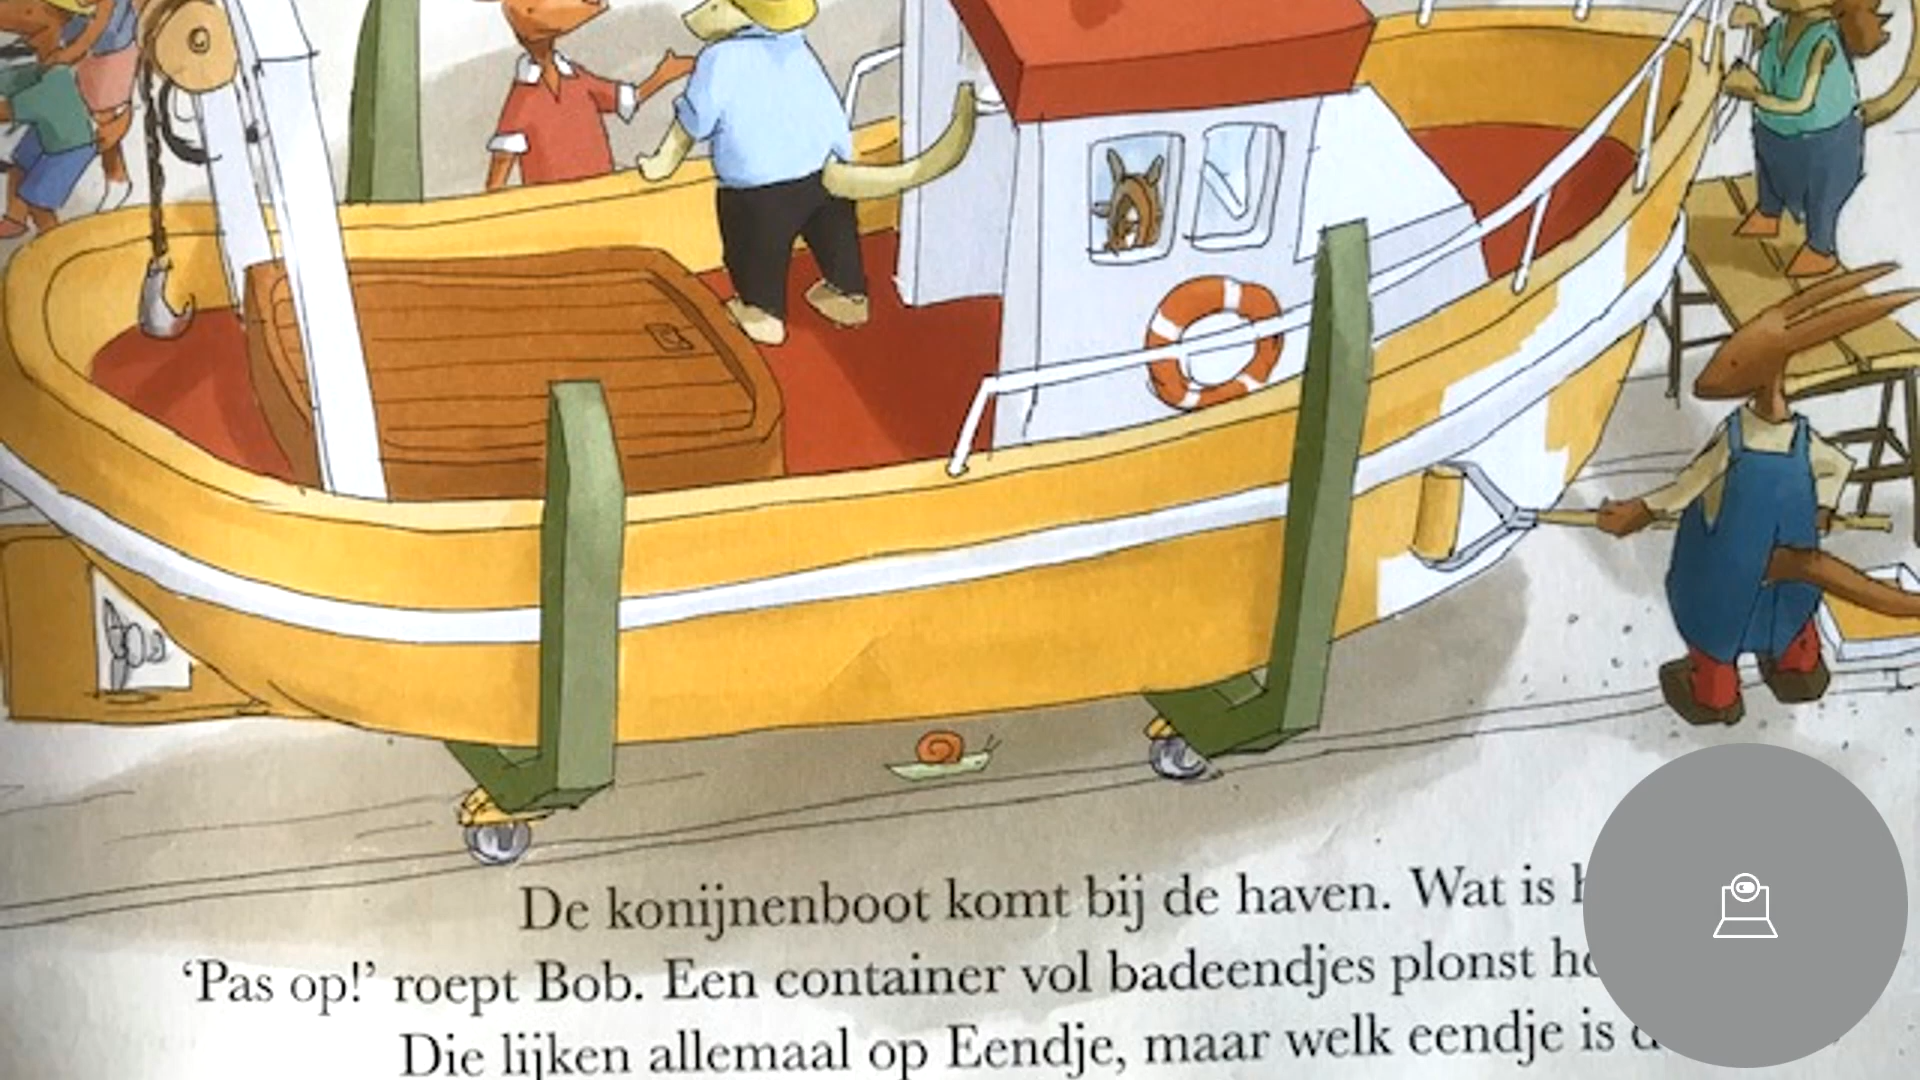 De konijnenboot komt bij de haven. Wat is
‘Pas op!’ roept Bob. Een container vol badeendjes plonst
Die lijken allemaal op Eendje, maar welk eendje is